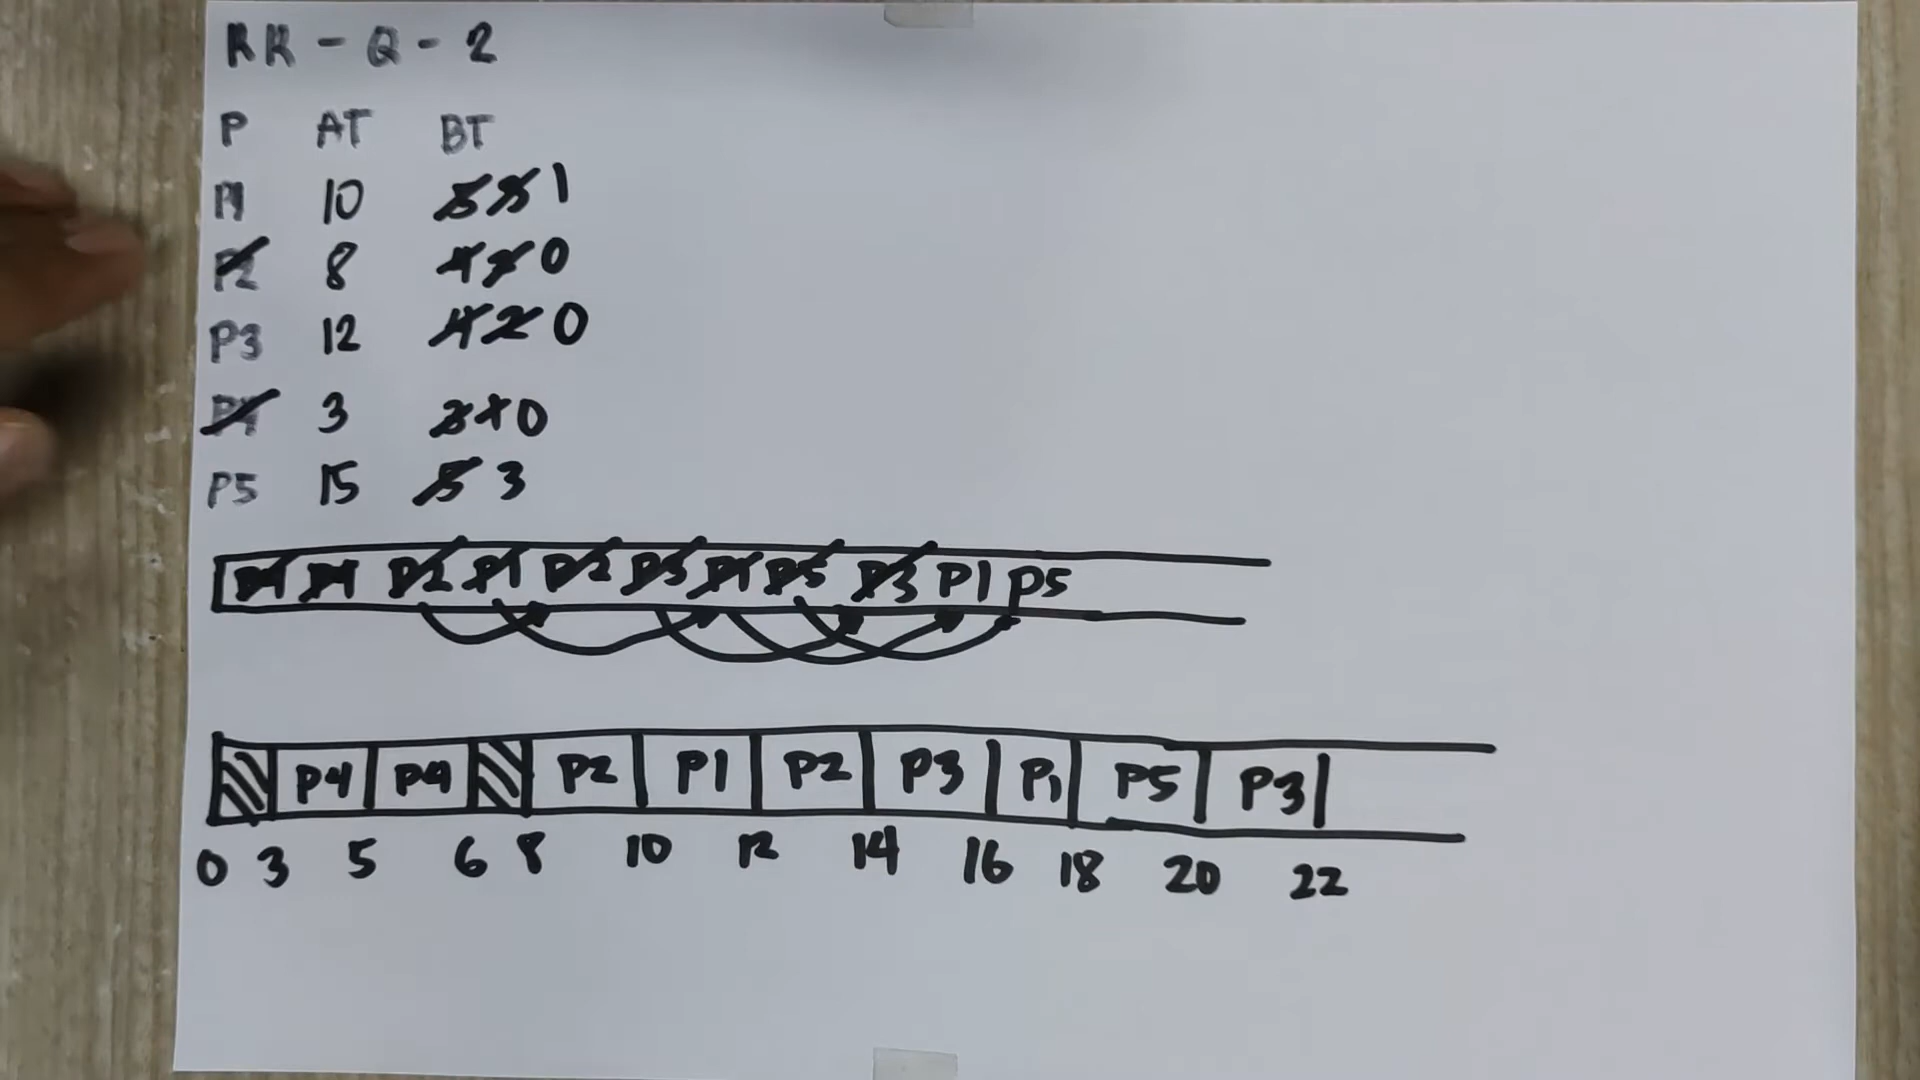 RR - Q - 2
P AT BT
P1 10 5 3 1
P2 8 4 2 0
P3 12 4 2 0
P4 3 3 1 0
P5 15 5 3
P4 P4 P2 P1 P2 P3 P1 P5 P3 P1 P5
P4 P4 P2 P1 P2 P3 P1 P5 P3
0 3 5 6 8 10 12 14 16 18 20 22